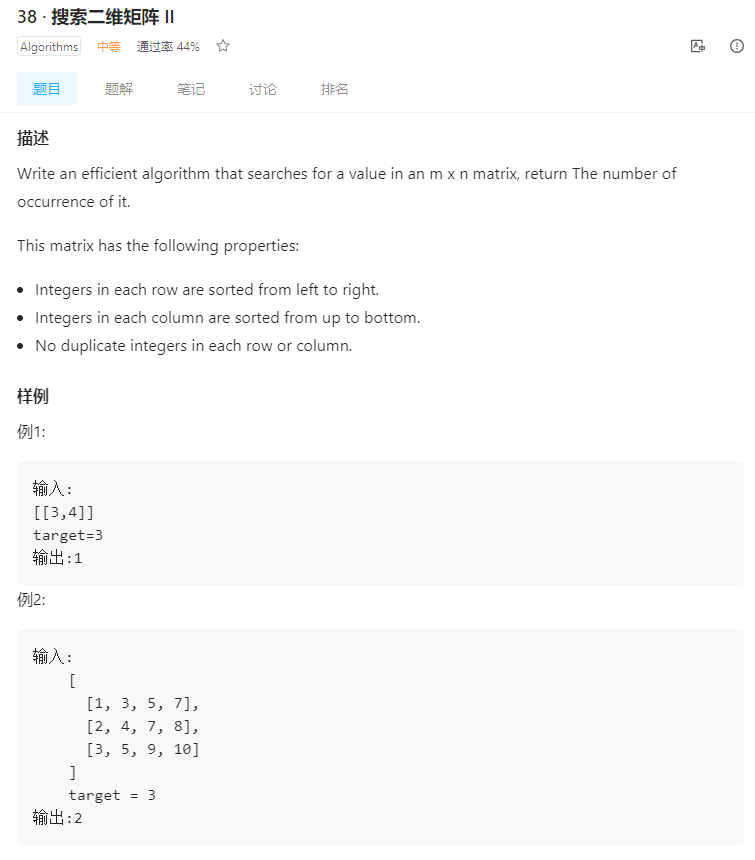 38 · 搜索二维矩阵 II
Algorithms 中等 通过率 44%
题目 题解 笔记 讨论 排名
描述
Write an efficient algorithm that searches for a value in an m x n matrix, return The number of
occurrence of it.
This matrix has the following properties:
Integers in each row are sorted from left to right.
Integers in each column are sorted from up to bottom.
No duplicate integers in each row or column.
样例
例1:
输入:
[[3,4]]
target=3
输出:1
例2:
输入:
[
[1, 3, 5, 7],
[2, 4, 7, 8],
[3, 5, 9, 10]
]
target = 3
输出:2